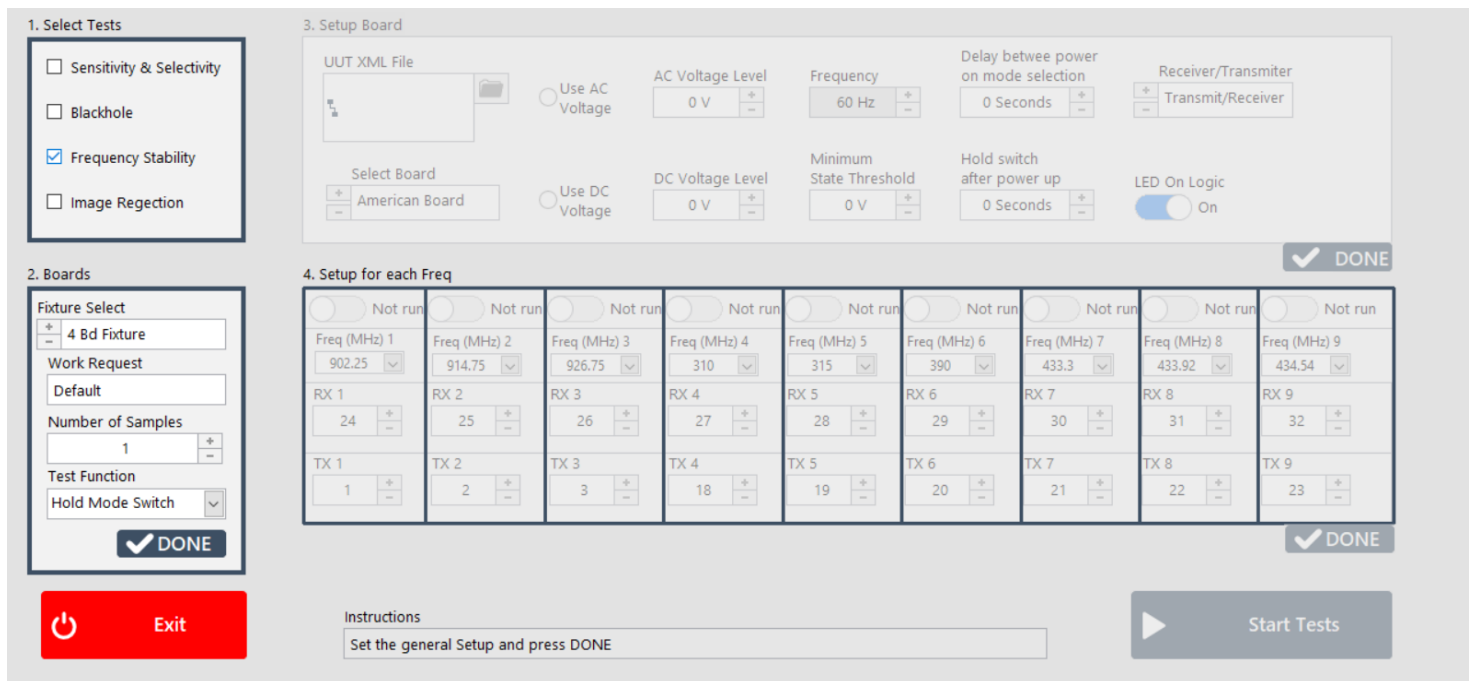 1. Select Tests
Sensitivity & Selectivity
Blackhole
Frequency Stability
Image Regection
2. Boards
Fixture Select
4 Bd Fixture
Work Request
Default
Number of Samples
1
Test Function
Hold Mode Switch
DONE
Exit
3. Setup Board
UUT XML File
Select Board
American Board
Use AC
Voltage
Use DC
Voltage
AC Voltage Level
0 V
DC Voltage Level
0 V
Frequency
60 Hz
Minimum
State Threshold
0 V
Delay betwee power
on mode selection
0 Seconds
Hold switch
after power up
0 Seconds
Receiver/Transmiter
Transmit/Receiver
LED On Logic
On
DONE
4. Setup for each Freq
Not run Not run Not run Not run Not run Not run Not run Not run Not run
Freq (MHz) 1 Freq (MHz) 2 Freq (MHz) 3 Freq (MHz) 4 Freq (MHz) 5 Freq (MHz) 6 Freq (MHz) 7 Freq (MHz) 8 Freq (MHz) 9
902.25 914.75 926.75 310 315 390 433.3 433.92 434.54
RX 1 RX 2 RX 3 RX 4 RX 5 RX 6 RX 7 RX 8 RX 9
24 25 26 27 28 29 30 31 32
TX 1 TX 2 TX 3 TX 4 TX 5 TX 6 TX 7 TX 8 TX 9
1 2 3 18 19 20 21 22 23
DONE
Instructions
Set the general Setup and press DONE
Start Tests